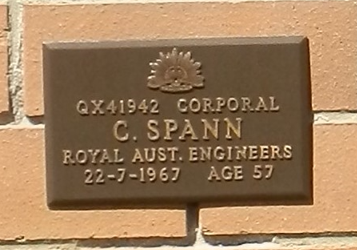 QX41942 CORPORAL
C. SPANN
ROYAL AUST. ENGINEERS
22-7-1967 AGE 57